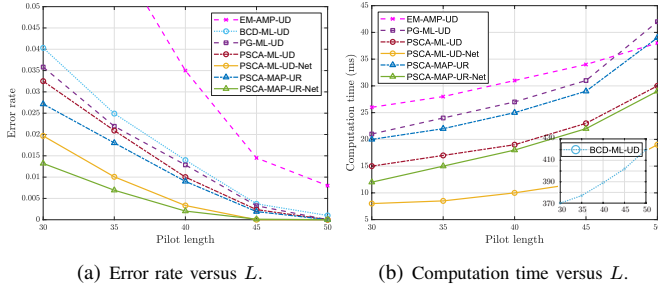 0.05
0.045
0.04
0.035
0.03
0.025
0.02
0.015
0.01
0.005
0
Error rate
30
35
40
45
50
Pilot length
EM-AMP-UD
BCD-ML-UD
PG-ML-UD
PSCA-ML-UD
PSCA-ML-UD-Net
PSCA-MAP-UR
PSCA-MAP-UR-Net
(a) Error rate versus L.
45
40
35
30
25
20
15
10
5
Computation time (ms)
30
35
40
45
Pilot length
EM-AMP-UD
PG-ML-UD
PSCA-ML-UD
PSCA-ML-UD-Net
PSCA-MAP-UR
PSCA-MAP-UR-Net
BCD-ML-UD
410
390
370
30
35
40
45
50
(b) Computation time versus L.